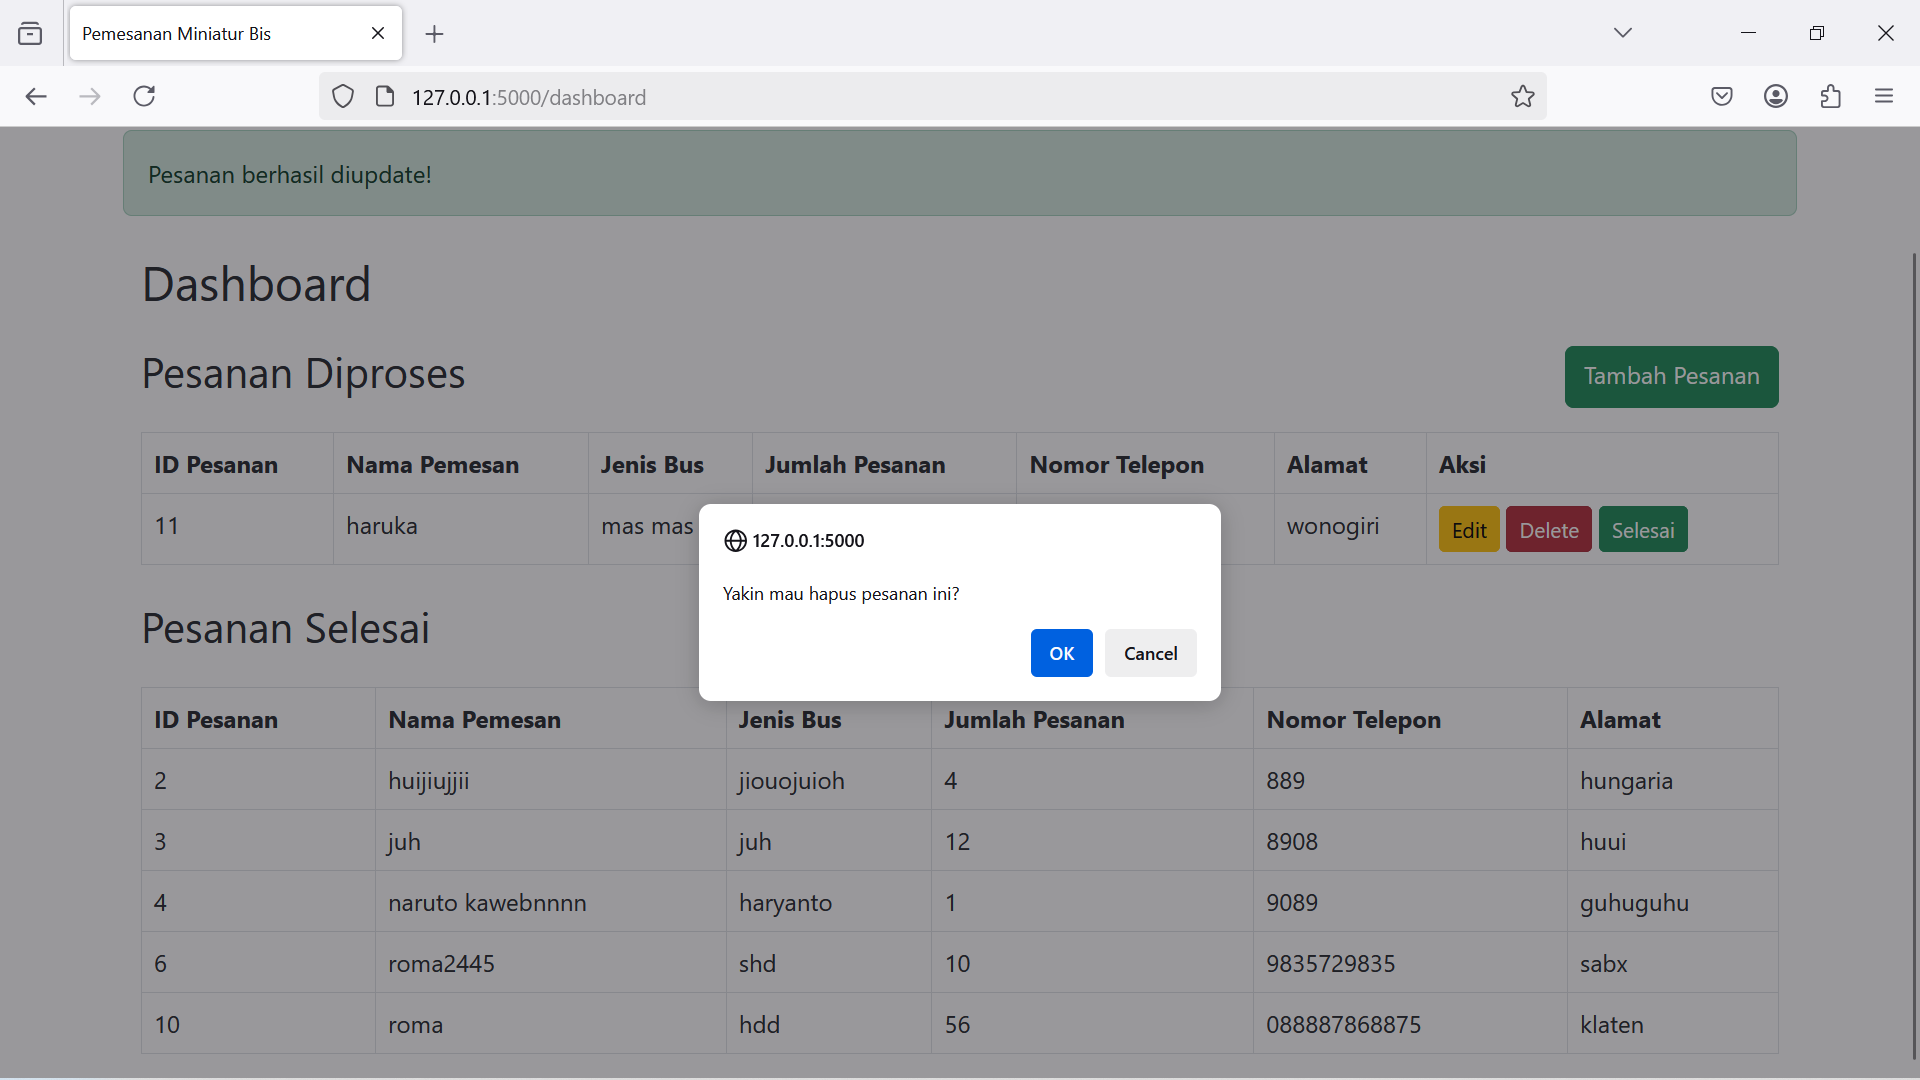 Pemesanan Miniatur Bis
127.0.0.1:5000/dashboard
Pesanan berhasil diupdate!
Dashboard
Pesanan Diproses
Tambah Pesanan
ID Pesanan Nama Pemesan Jenis Bus Jumlah Pesanan Nomor Telepon Alamat Aksi
11 haruka mas mas wonogiri Edit Delete Selesai
127.0.0.1:5000
Yakin mau hapus pesanan ini?
OK Cancel
Pesanan Selesai
ID Pesanan Nama Pemesan Jenis Bus Jumlah Pesanan Nomor Telepon Alamat
2 huijiujjii jiouojuioh 4 889 hungaria
3 juh juh 12 8908 huui
4 naruto kawebnnnn haryanto 1 9089 guhuguhu
6 roma2445 shd 10 9835729835 sabx
10 roma hdd 56 088887868875 klaten